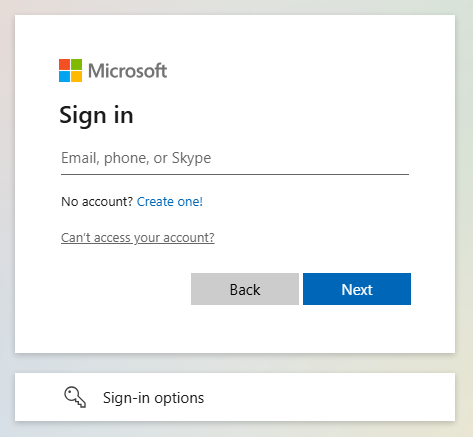 Microsoft
Sign in
Email, phone, or Skype
No account? Create one!
Can't access your account?
Back Next
Sign-in options